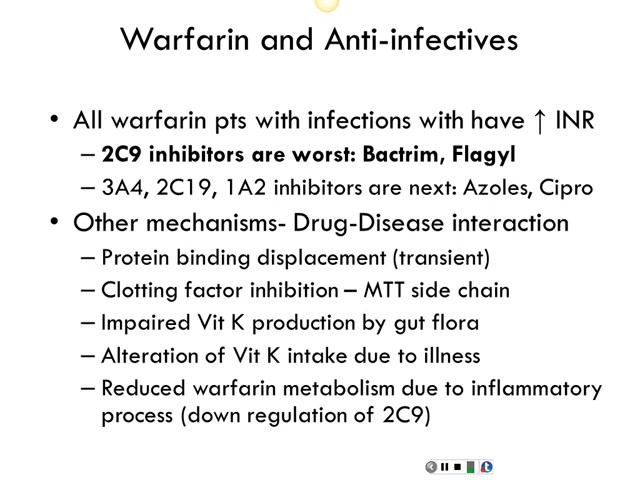 Warfarin and Anti-infectives
• All warfarin pts with infections with have ↑ INR
– 2C9 inhibitors are worst: Bactrim, Flagyl
– 3A4, 2C19, 1A2 inhibitors are next: Azoles, Cipro
• Other mechanisms- Drug-Disease interaction
– Protein binding displacement (transient)
– Clotting factor inhibition – MTT side chain
– Impaired Vit K production by gut flora
– Alteration of Vit K intake due to illness
– Reduced warfarin metabolism due to inflammatory
process (down regulation of 2C9)